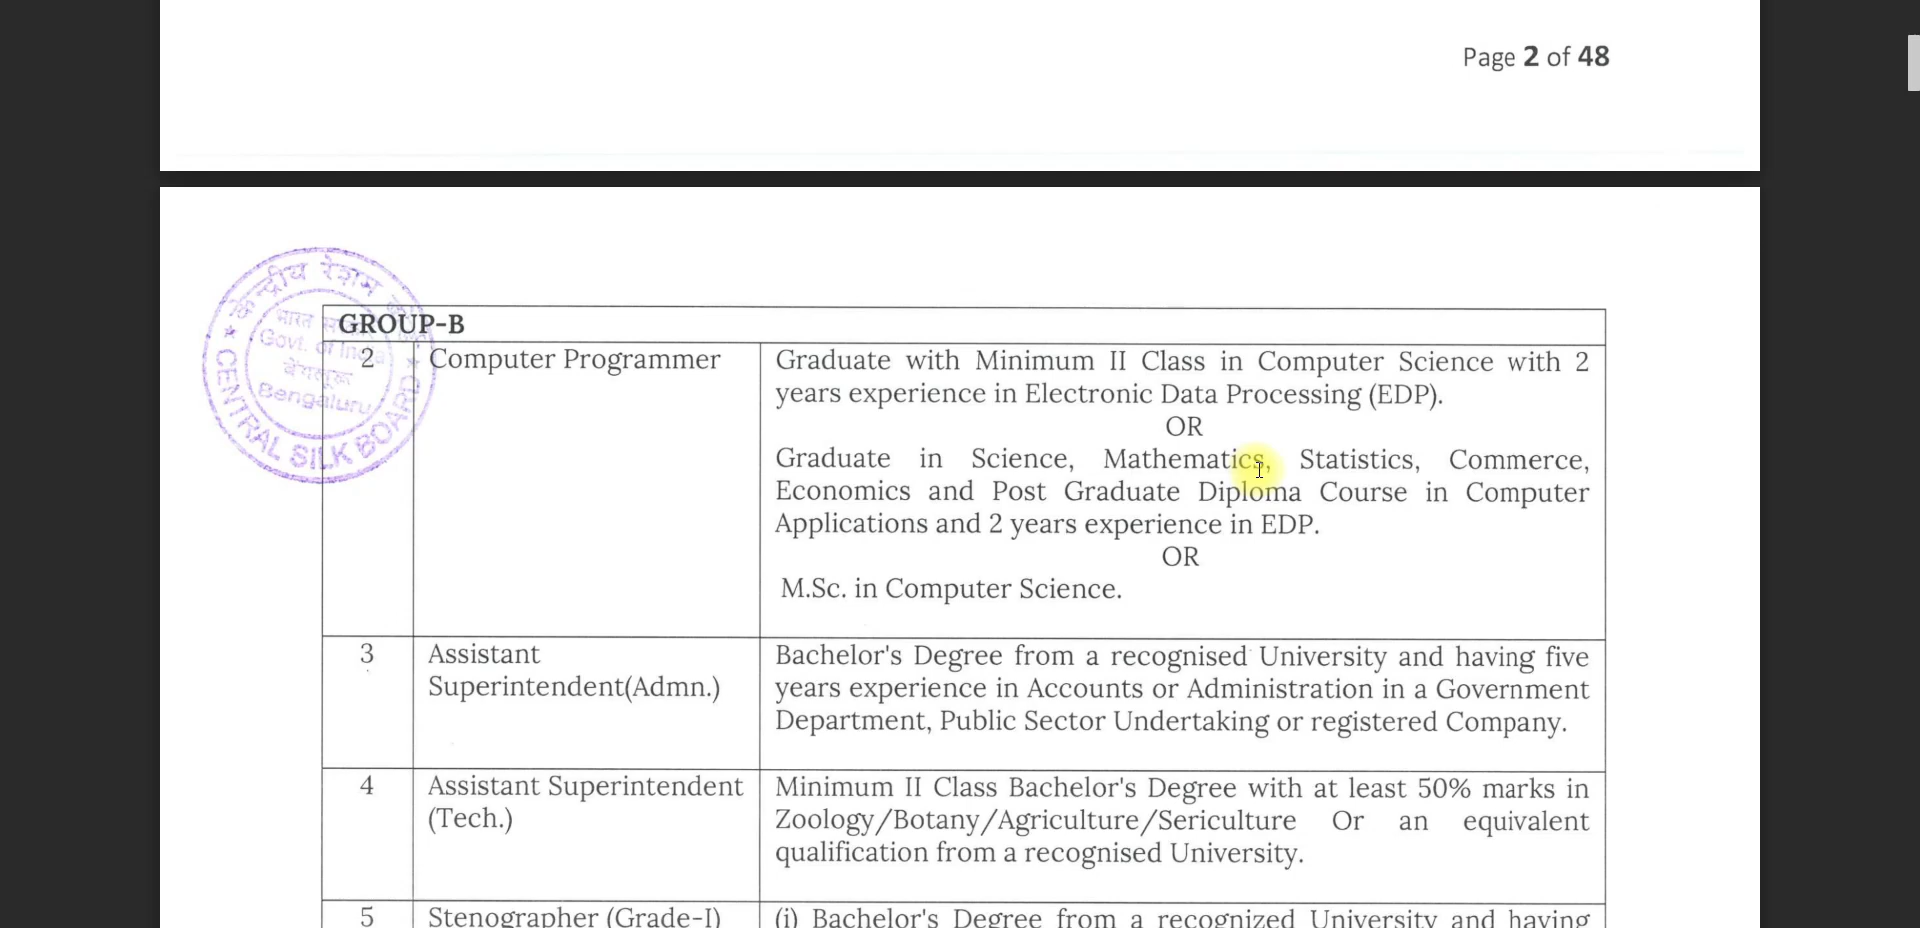 Page 2 of 48
केन्द्रीय रेशम
भारत
Govt. of India
बेंगलूरू
Bengaluru
CENTRAL SILK BOARD
GROUP-B
2 Computer Programmer Graduate with Minimum II Class in Computer Science with 2
years experience in Electronic Data Processing (EDP).
OR
Graduate in Science, Mathematics, Statistics, Commerce,
Economics and Post Graduate Diploma Course in Computer
Applications and 2 years experience in EDP.
OR
M.Sc. in Computer Science.
3 Assistant Bachelor's Degree from a recognised University and having five
Superintendent(Admn.) years experience in Accounts or Administration in a Government
Department, Public Sector Undertaking or registered Company.
4 Assistant Superintendent Minimum II Class Bachelor's Degree with at least 50% marks in
(Tech.) Zoology/Botany/Agriculture/Sericulture Or an equivalent
qualification from a recognised University.
5 Stenographer (Grade-I) (i) Bachelor's Degree from a recognized University and having